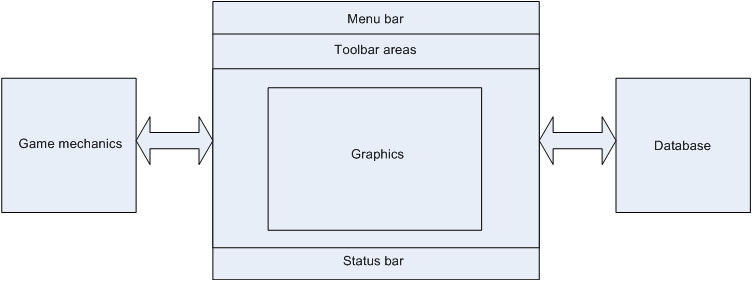 Menu bar
Toolbar areas
Game mechanics
Graphics
Database
Status bar